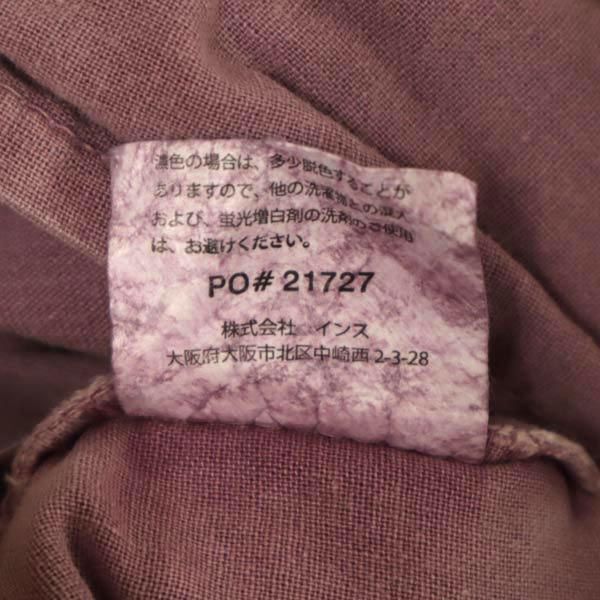 濃色の場合は、多少脱色することが
ありますので、他の洗濯物との混入
および、蛍光増白剤の洗剤のご使用
は、お避けください。
PO# 21727
株式会社 インス
大阪府大阪市北区中崎西 2-3-28